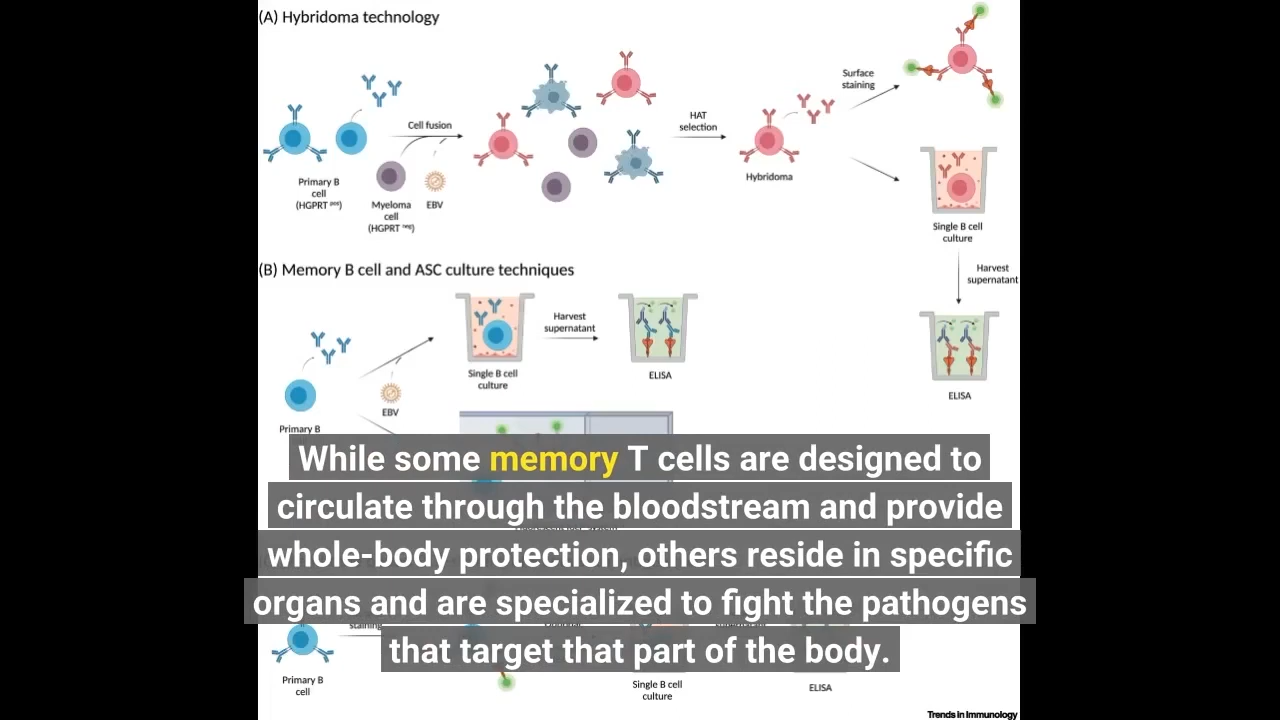 (A) Hybridoma technology
Surface
staining
Cell fusion
HAT
selection
Primary B
cell
(HGPRT pos)
Myeloma
cell
(HGPRT neg)
EBV
Hybridoma
Single B cell
culture
Harvest
supernatant
(B) Memory B cell and ASC culture techniques
Harvest
supernatant
Single B cell
culture
ELISA
ELISA
EBV
Primary B
While some memory T cells are designed to
circulate through the bloodstream and provide
whole-body protection, others reside in specific
organs and are specialized to fight the pathogens
that target that part of the body.
staining
Primary B
cell
Single B cell
culture
ELISA
Trends in Immunology